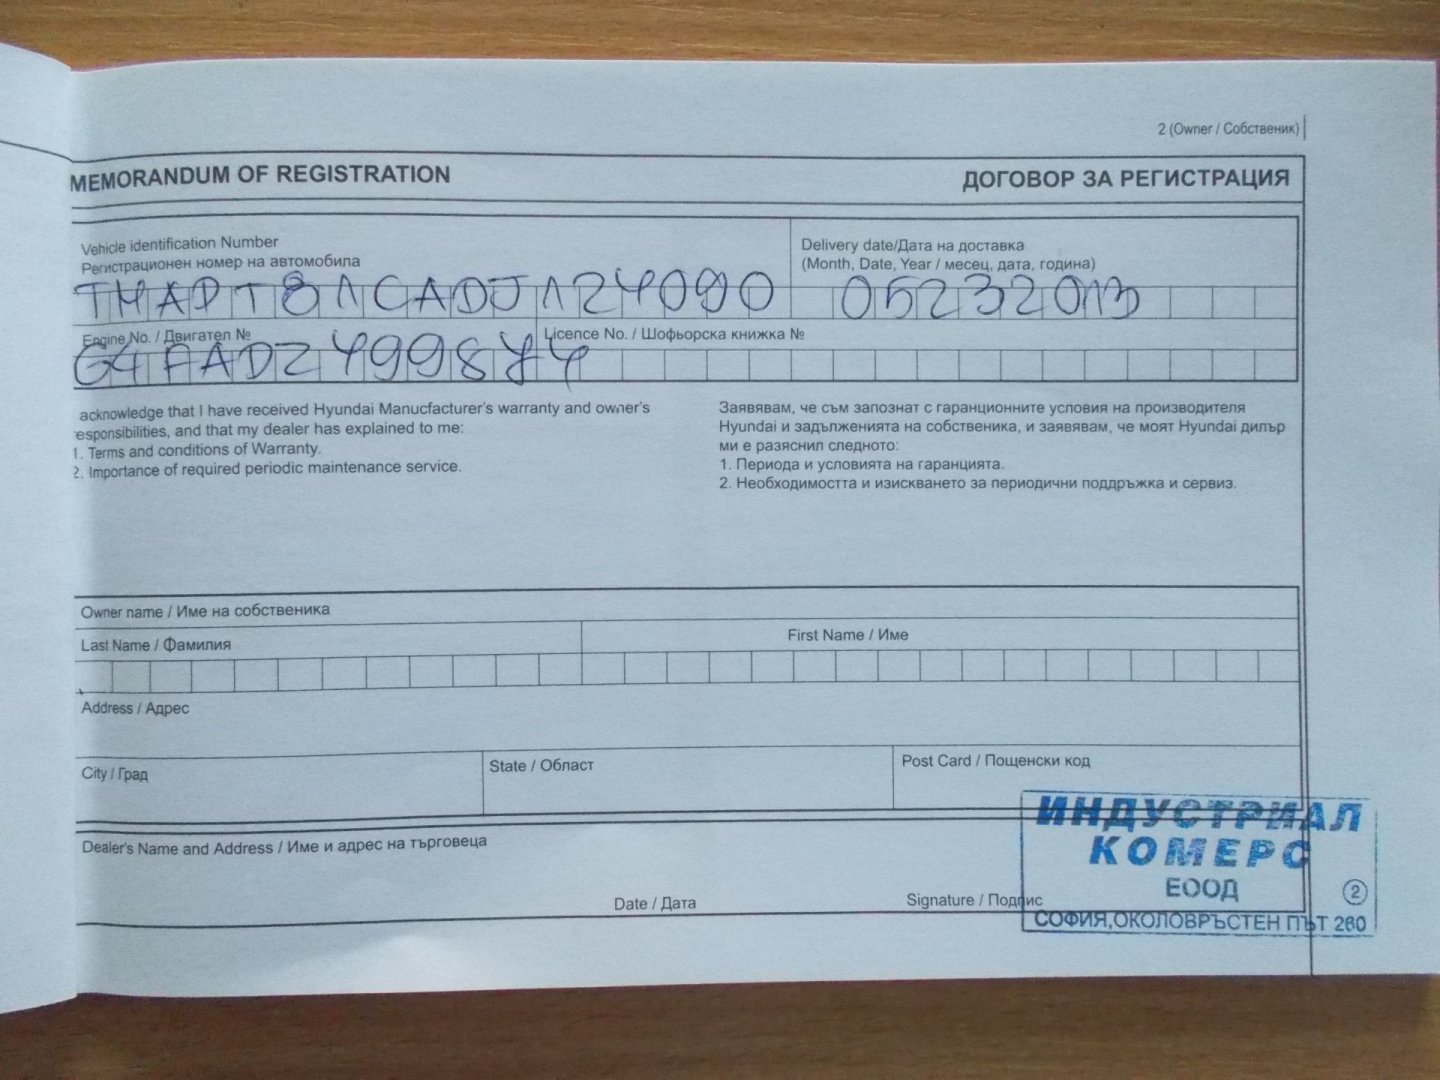 2 (Owner / Собственик)
MEMORANDUM OF REGISTRATION ДОГОВОР ЗА РЕГИСТРАЦИЯ
Vehicle identification Number
Регистрационен номер на автомобила
TMAPT81CADJ124090
Delivery date/Дата на доставка
(Month, Date, Year / месец, дата, година)
05232013
Engine No. / Двигател №
G4FADZ499874
Licence No. / Шофьорска книжка №
acknowledge that I have received Hyundai Manucfacturer's warranty and owner's
esponsibilities, and that my dealer has explained to me:
1. Terms and conditions of Warranty.
2. Importance of required periodic maintenance service.
Заявявам, че съм запознат с гаранционните условия на производителя
Hyundai и задълженията на собственика, и заявявам, че моят Hyundai дилър
ми е разяснил следното:
1. Периода и условията на гаранцията.
2. Необходимостта и изискването за периодични поддръжка и сервиз.
Owner name / Име на собственика
Last Name / Фамилия
First Name / Име
Address / Адрес
City / Град
State / Област
Post Card / Пощенски код
Dealer's Name and Address / Име и адрес на търговеца
Date / Дата
Signature / Подпис
ИНДУСТРИАЛ
КОМЕРС
ЕООД
2
СОФИЯ,ОКОЛОВРЪСТЕН ПЪТ 260